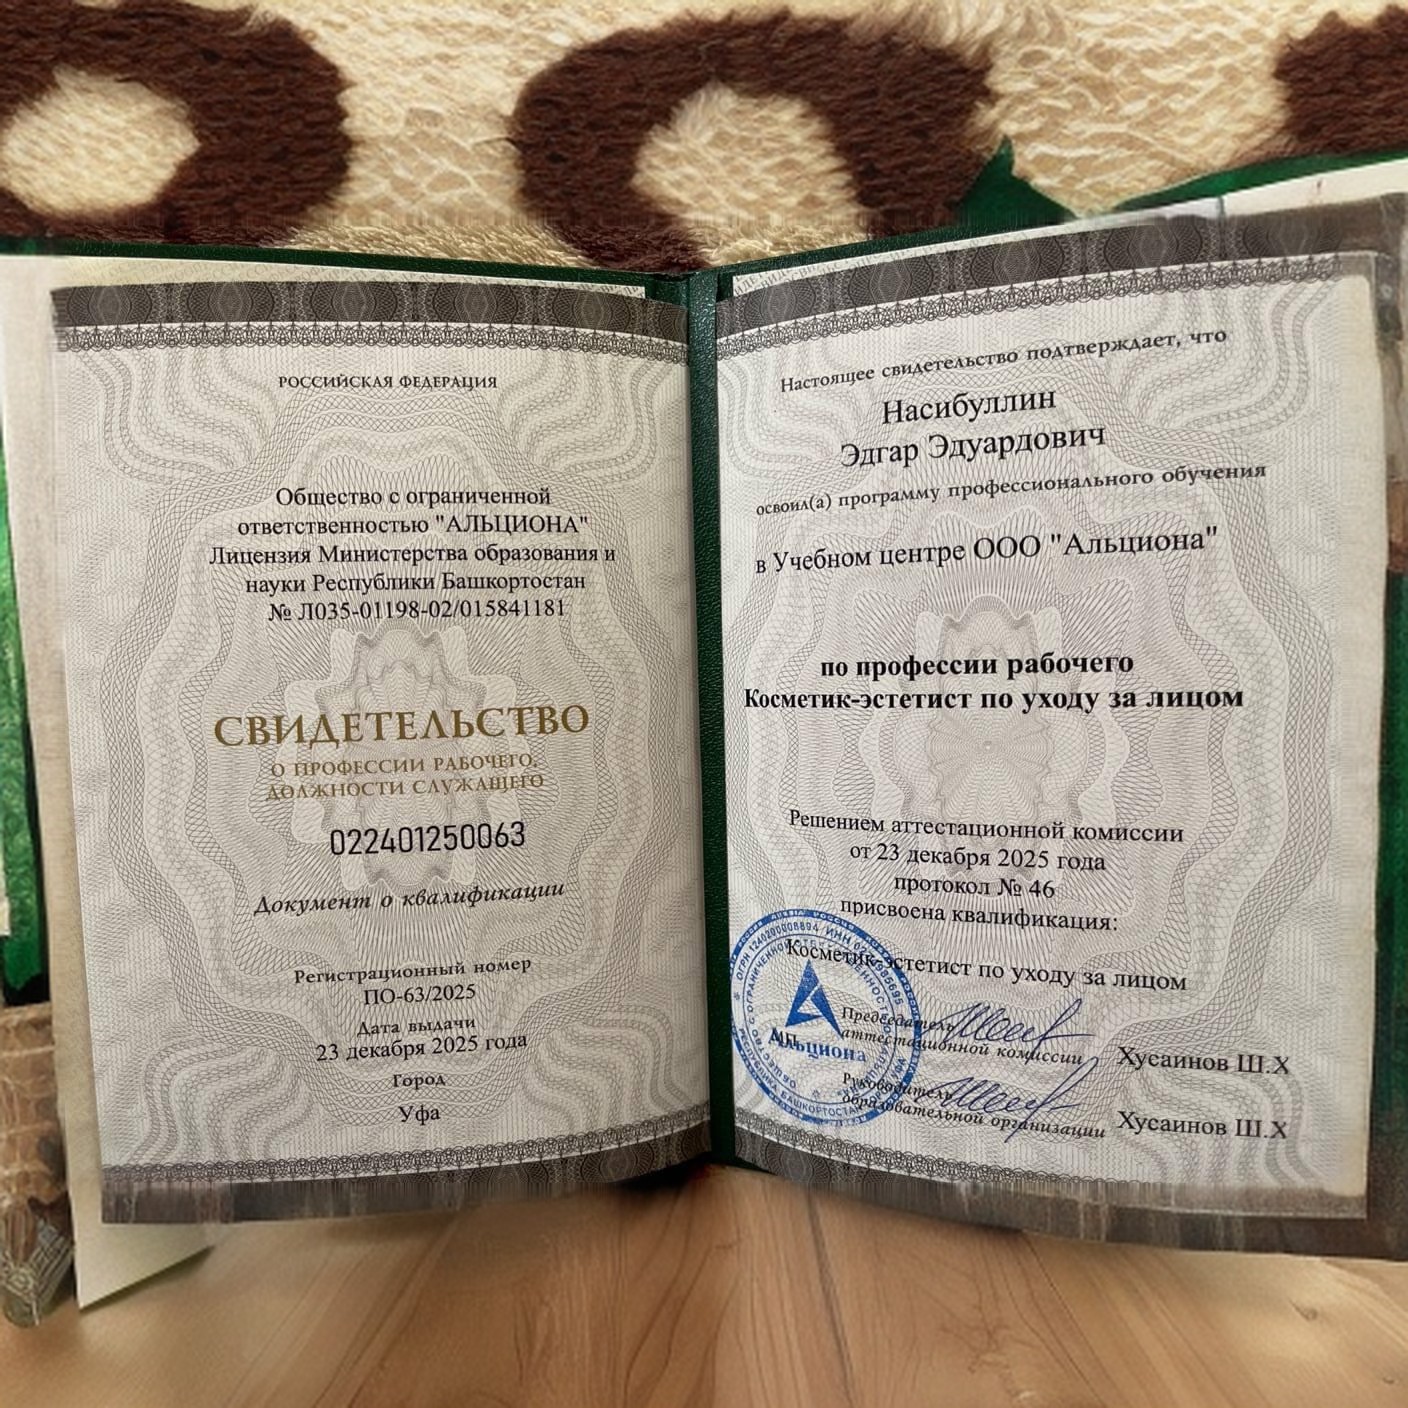 РОССИЙСКАЯ ФЕДЕРАЦИЯ
Общество с ограниченной
ответственностью "АЛЬЦИОНА"
Лицензия Министерства образования и
науки Республики Башкортостан
№ Л035-01198-02/015841181
СВИДЕТЕЛЬСТВО
О ПРОФЕССИИ РАБОЧЕГО,
ДОЛЖНОСТИ СЛУЖАЩЕГО
022401250063
Документ о квалификации
Регистрационный номер
ПО-63/2025
Дата выдачи
23 декабря 2025 года
Город
Уфа
Настоящее свидетельство подтверждает, что
Насибуллин
Эдгар Эдуардович
освоил(а) программу профессионального обучения
в Учебном центре ООО "Альциона"
по профессии рабочего
Косметик-эстетист по уходу за лицом
Решением аттестационной комиссии
от 23 декабря 2025 года
протокол № 46
присвоена квалификация:
Косметик-эстетист по уходу за лицом
Председатель
аттестационной комиссии
Хусаинов Ш.Х
МП
Альциона
Руководитель
образовательной организации
Хусаинов Ш.Х